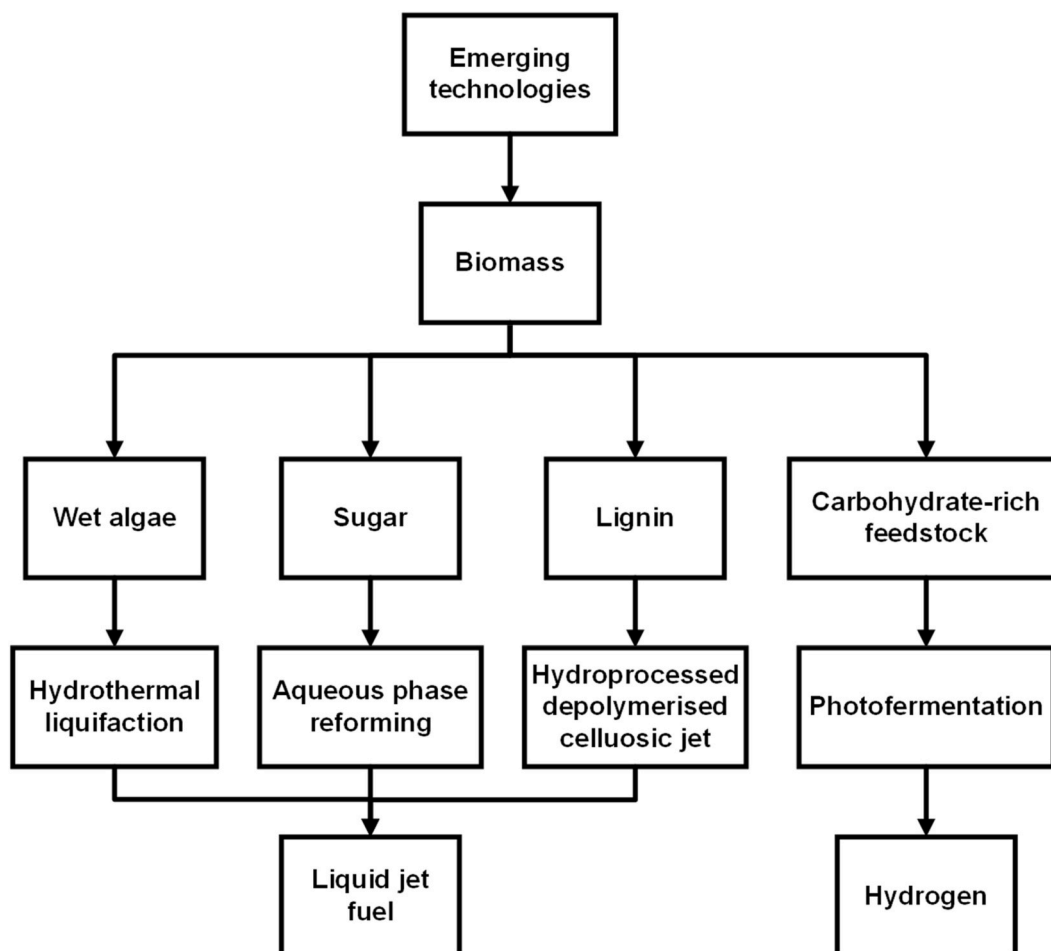 Emerging
technologies
Biomass
Wet algae
Sugar
Lignin
Carbohydrate-rich
feedstock
Hydrothermal
liquifaction
Aqueous phase
reforming
Hydroprocessed
depolymerised
celluosic jet
Photofermentation
Liquid jet
fuel
Hydrogen